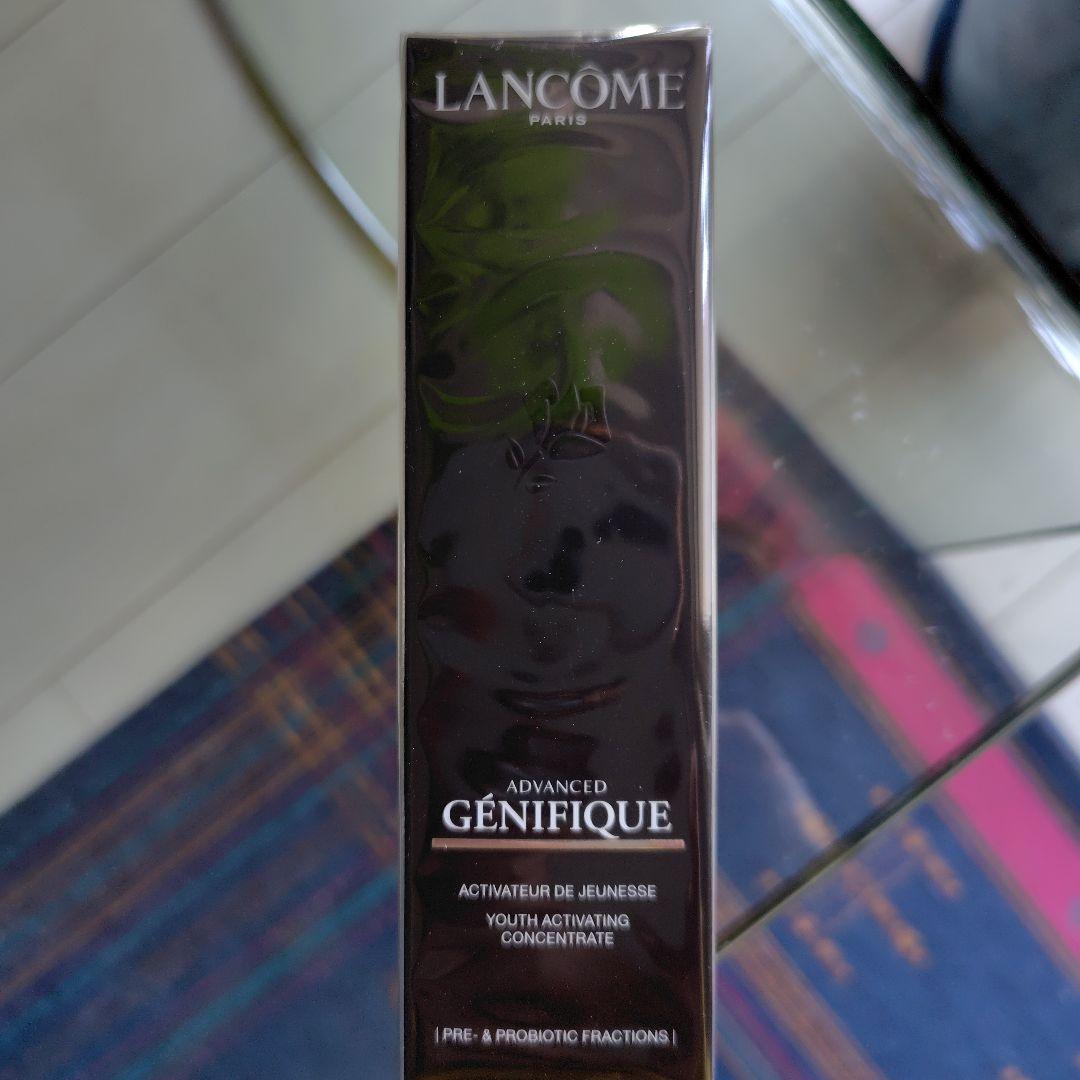 LANCÔME
PARIS
ADVANCED
GÉNIFIQUE
ACTIVATEUR DE JEUNESSE
YOUTH ACTIVATING
CONCENTRATE
| PRE- & PROBIOTIC FRACTIONS |